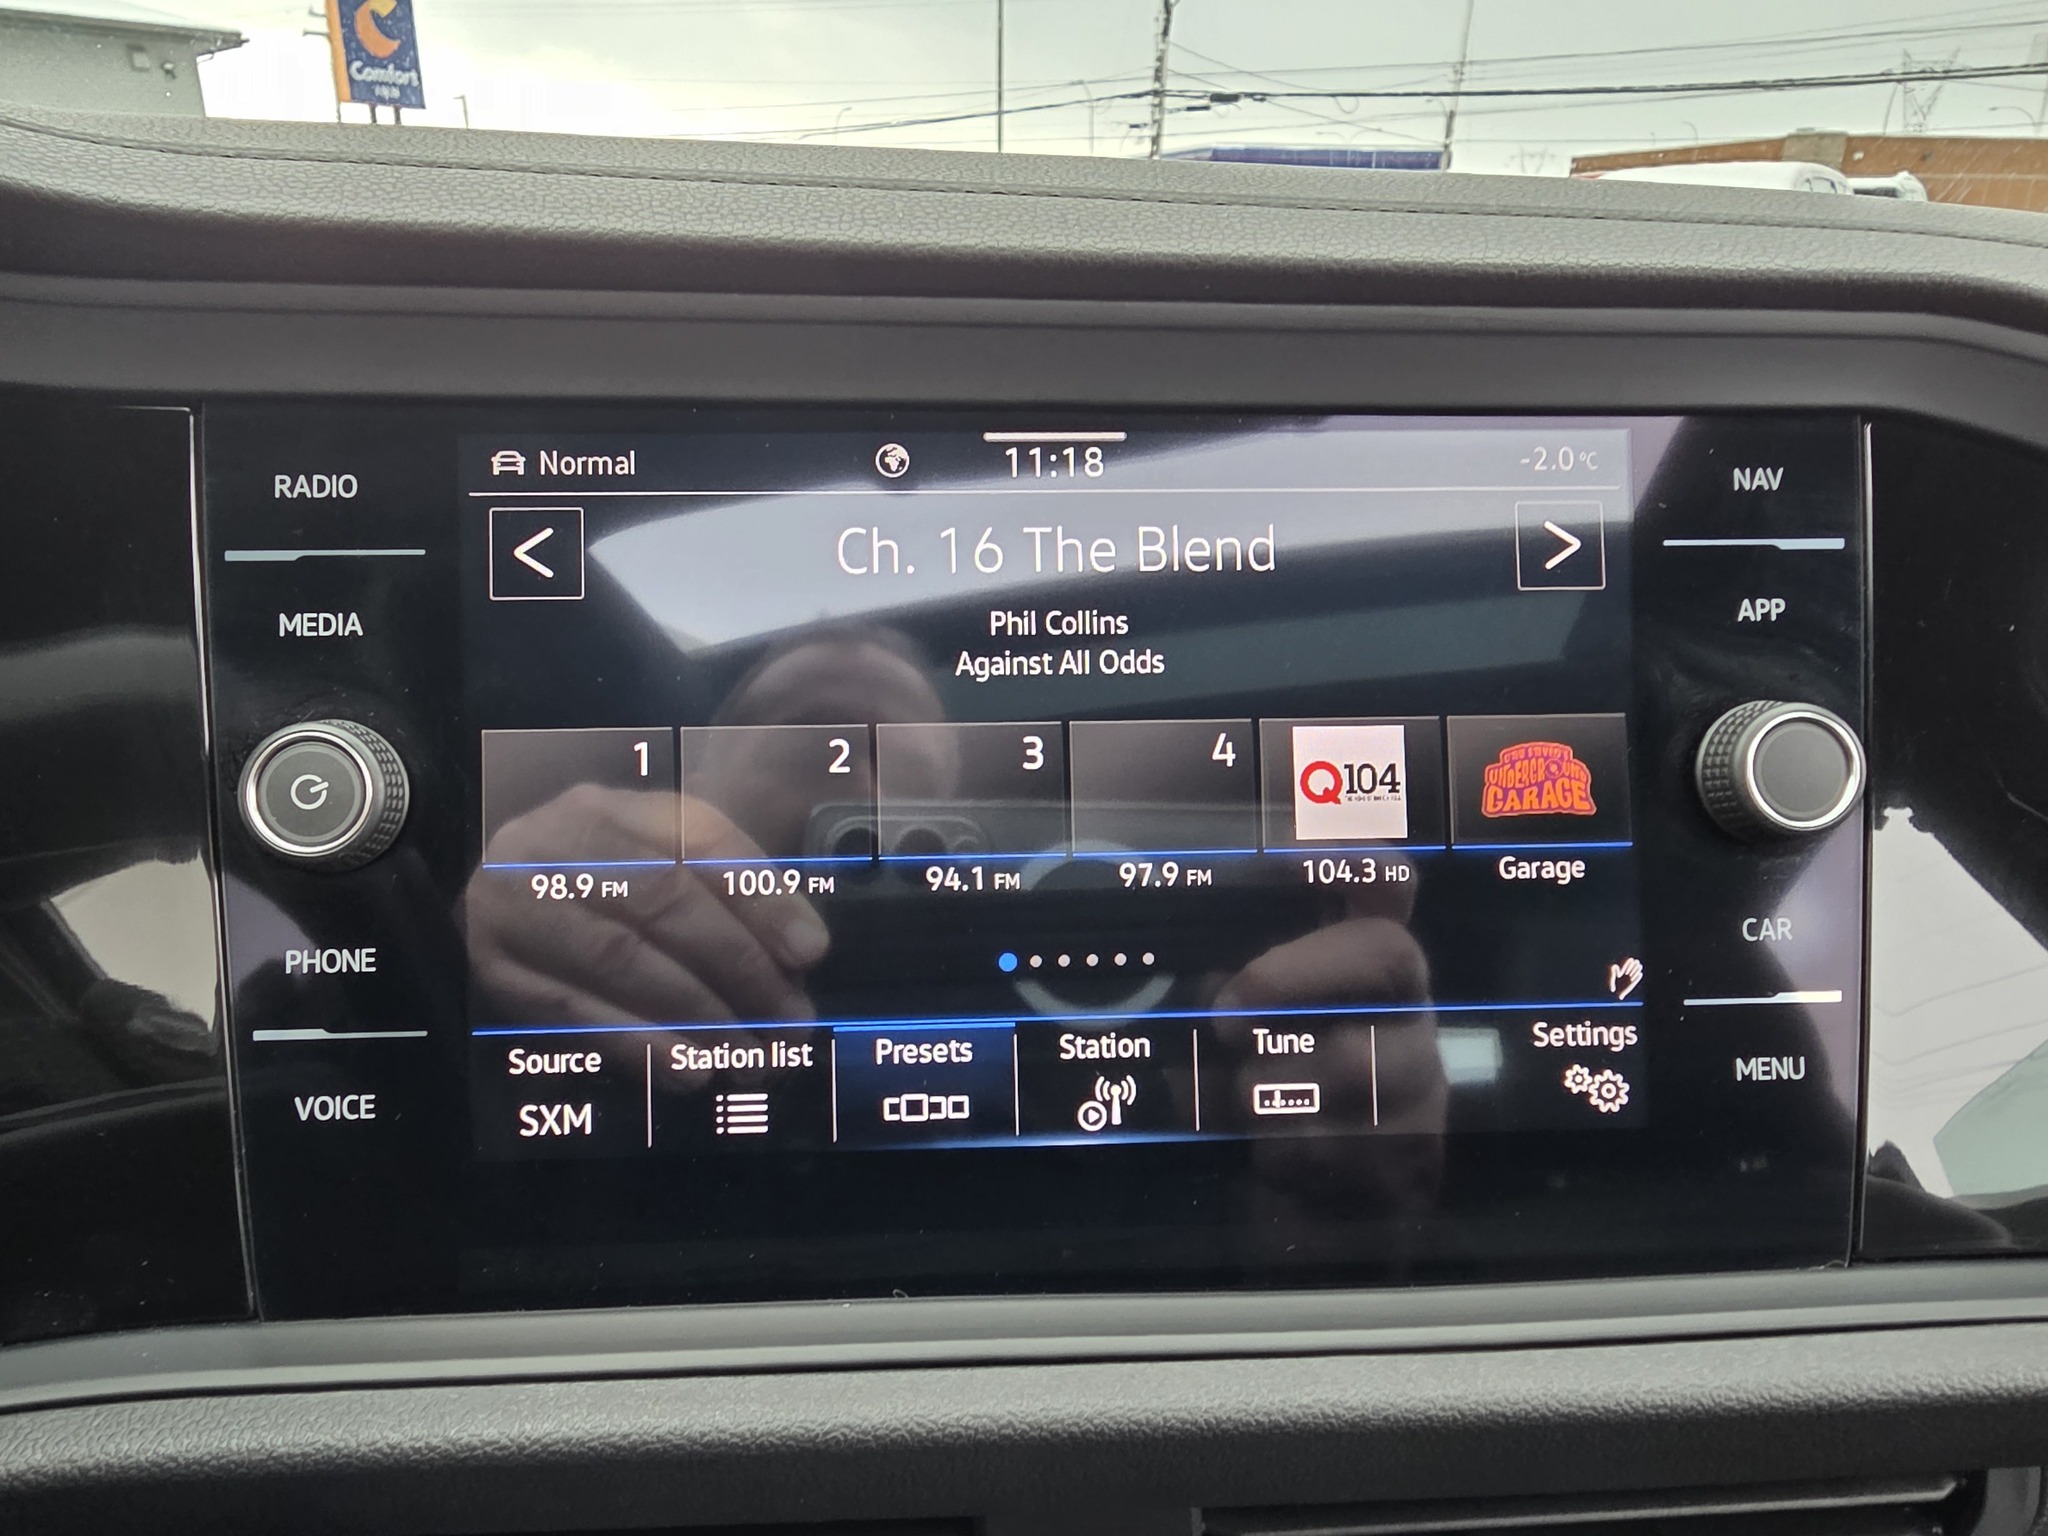 Comfort
INN
RADIO
MEDIA
PHONE
VOICE
Normal
11:18
-2.0°C
<
Ch. 16 The Blend
>
Phil Collins
Against All Odds
1
2
3
4
Q104
UNDERGROUND
GARAGE
98.9 FM
100.9 FM
94.1 FM
97.9 FM
104.3 HD
Garage
Source
SXM
Station list
Presets
Station
Tune
Settings
NAV
APP
CAR
MENU